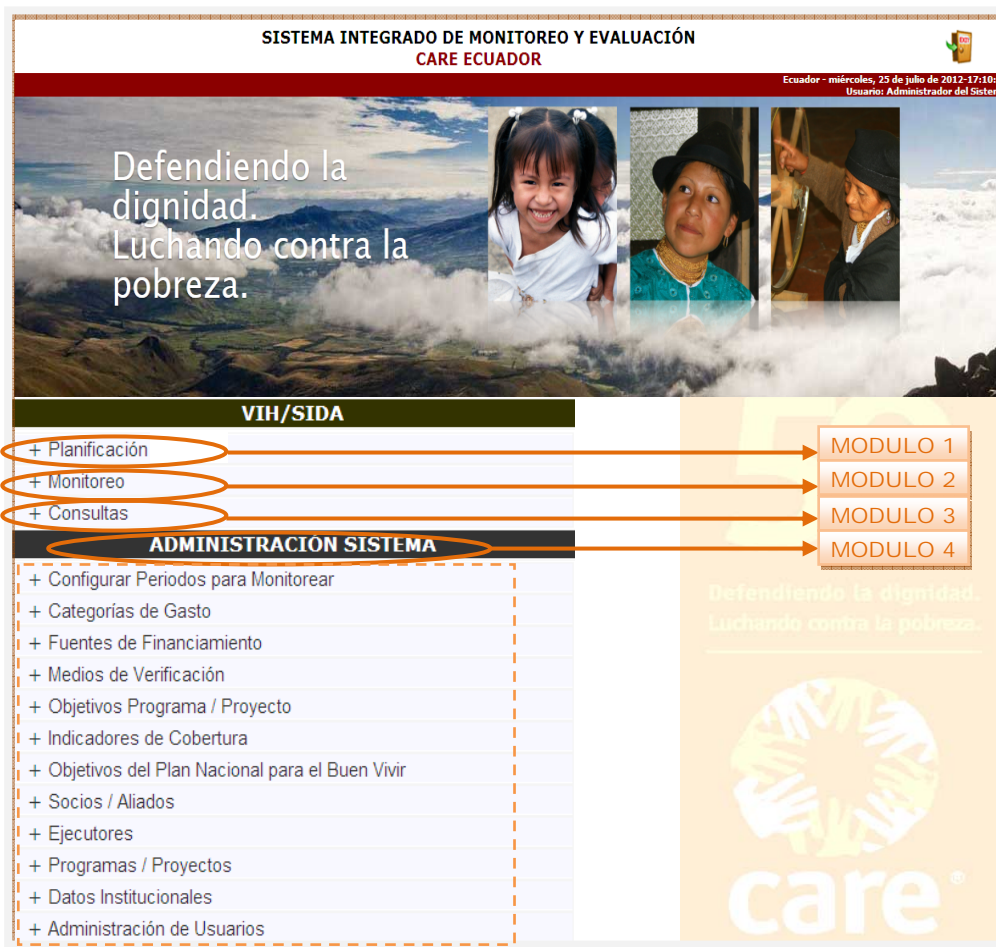 SISTEMA INTEGRADO DE MONITOREO Y EVALUACIÓN
CARE ECUADOR
EXIT
Ecuador - miércoles, 25 de julio de 2012-17:10:
Usuario: Administrador del Sister
Defendiendo la
dignidad.
Luchando contra la
pobreza.
VIH/SIDA
+ Planificación
MODULO 1
+ Monitoreo
MODULO 2
+ Consultas
MODULO 3
ADMINISTRACIÓN SISTEMA
MODULO 4
+ Configurar Periodos para Monitorear
+ Categorías de Gasto
+ Fuentes de Financiamiento
+ Medios de Verificación
+ Objetivos Programa / Proyecto
+ Indicadores de Cobertura
+ Objetivos del Plan Nacional para el Buen Vivir
+ Socios / Aliados
+ Ejecutores
+ Programas / Proyectos
+ Datos Institucionales
+ Administración de Usuarios
Defendiendo la dignidad.
Luchando contra la pobreza.
care®